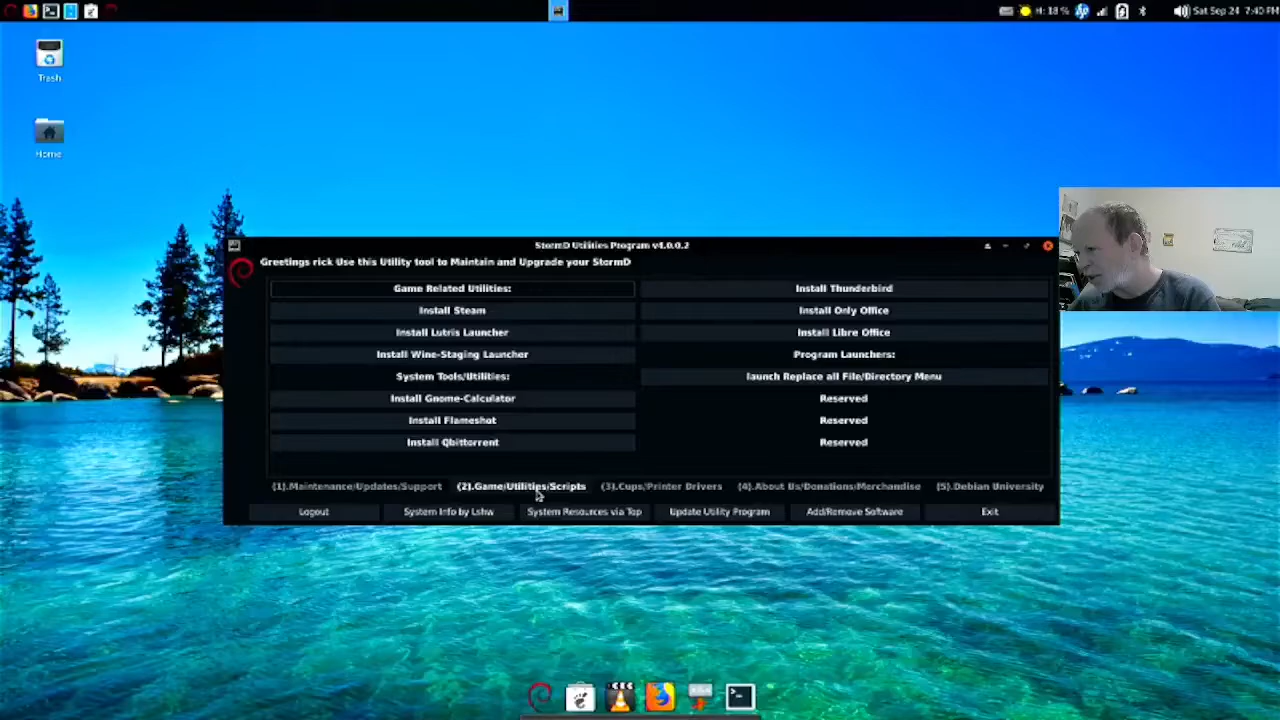 H: 18 %
Sat Sep 24 7:40 PM
Trash
Home
StormD Utilities Program v4.0.0.2
Greetings rick Use this Utility tool to Maintain and Upgrade your StormD
Game Related Utilities:
Install Thunderbird
Install Steam
Install Only Office
Install Lutris Launcher
Install Libre Office
Install Wine-Staging Launcher
Program Launchers:
System Tools/Utilities:
launch Replace all File/Directory Menu
Install Gnome-Calculator
Reserved
Install Flameshot
Reserved
Install Qbittorrent
Reserved
(1).Maintenance/Updates/Support
(2).Game/Utilities/Scripts
(3).Cups/Printer Drivers
(4).About Us/Donations/Merchandise
(5).Debian University
Logout
System Info by Lshw
System Resources via Top
Update Utility Program
Add/Remove Software
Exit